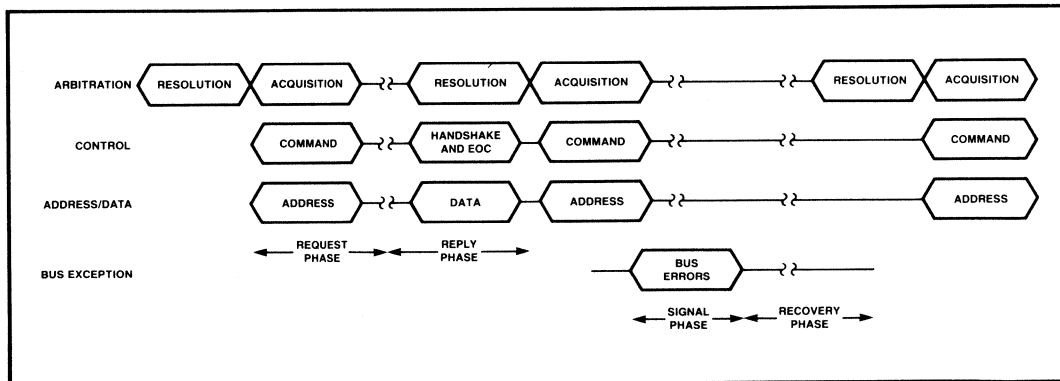 ARBITRATION RESOLUTION ACQUISITION RESOLUTION ACQUISITION RESOLUTION ACQUISITION
CONTROL COMMAND HANDSHAKE AND EOC COMMAND COMMAND
ADDRESS/DATA ADDRESS DATA ADDRESS ADDRESS
REQUEST PHASE REPLY PHASE
BUS EXCEPTION BUS ERRORS
SIGNAL PHASE RECOVERY PHASE